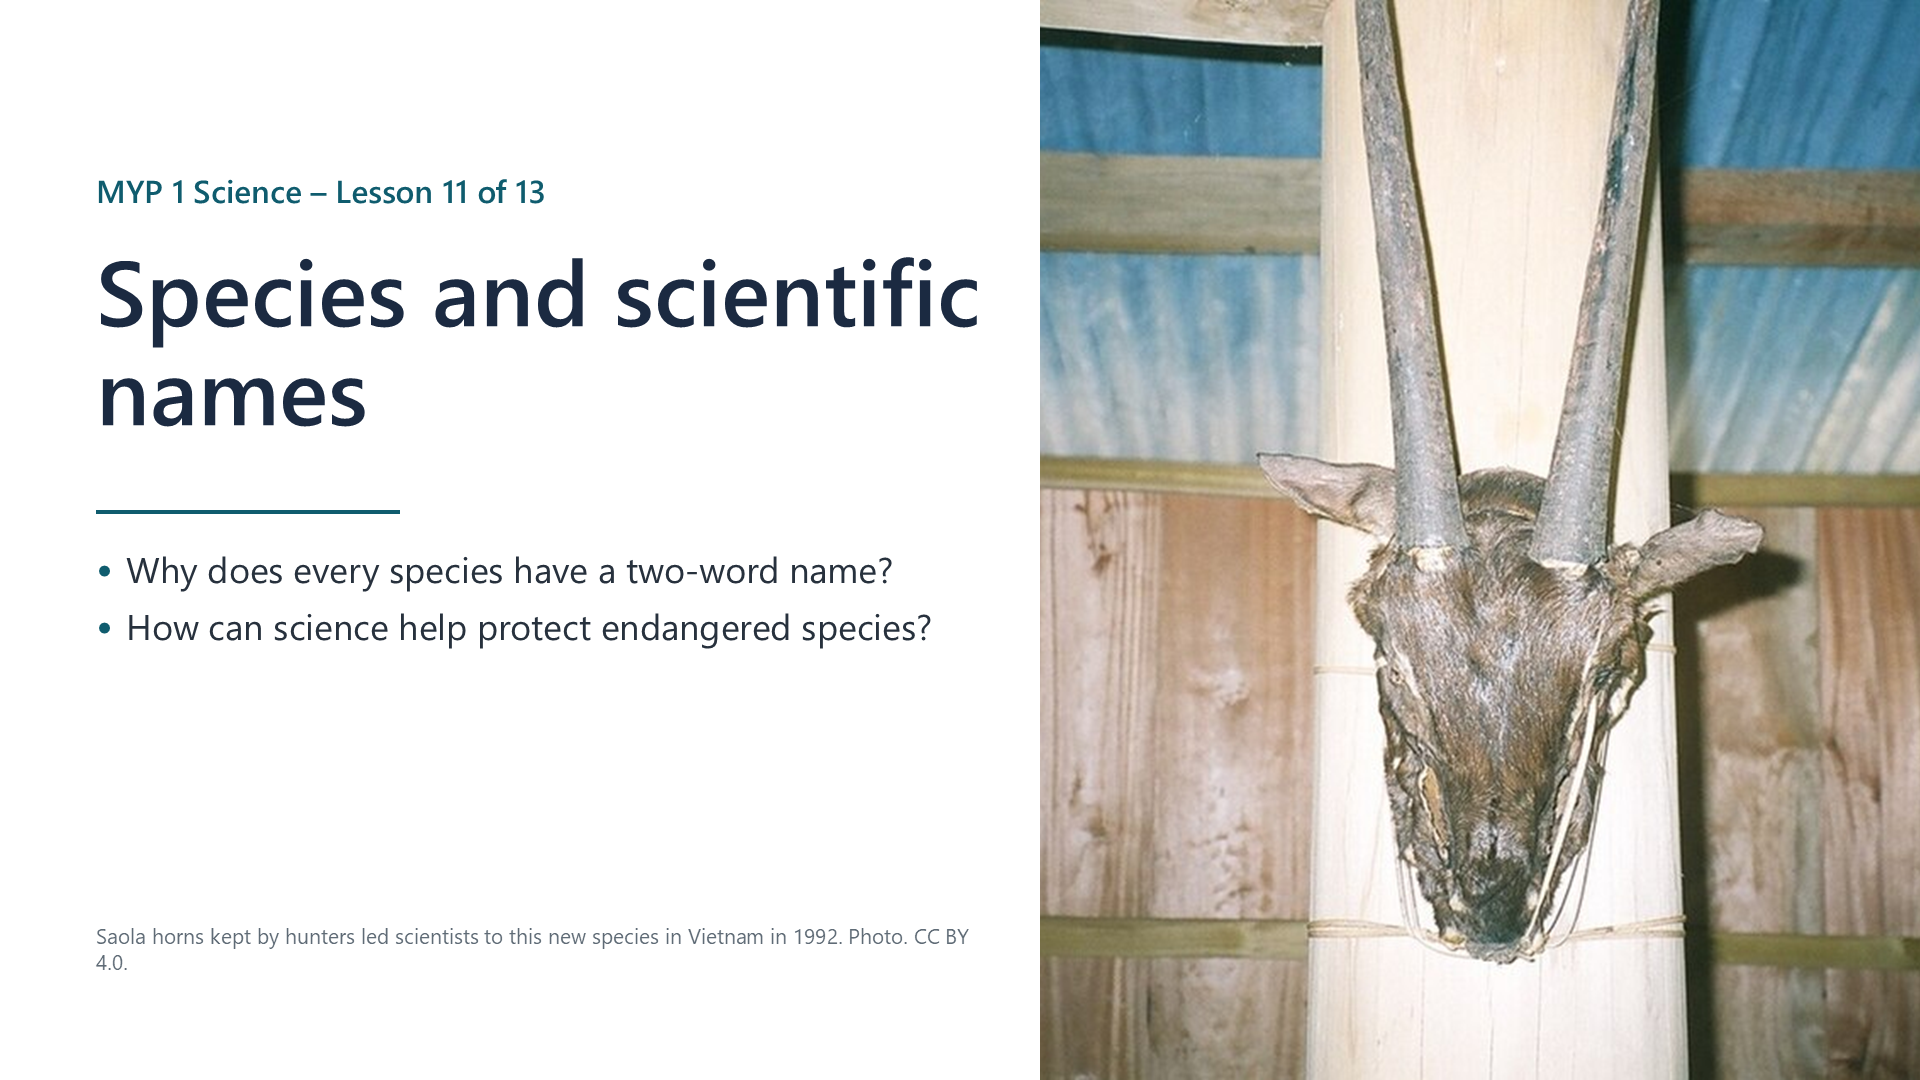 MYP 1 Science – Lesson 11 of 13
Species and scientific
names
• Why does every species have a two-word name?
• How can science help protect endangered species?
Saola horns kept by hunters led scientists to this new species in Vietnam in 1992. Photo. CC BY
4.0.